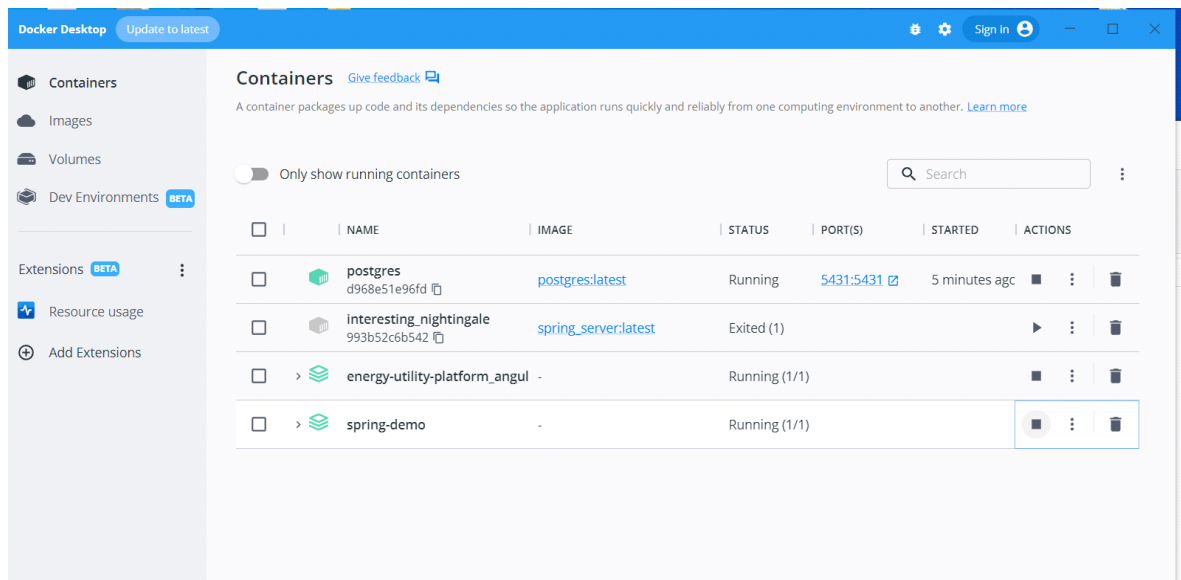 Docker Desktop Update to latest Sign in
Containers
Images
Volumes
Dev Environments BETA
Extensions BETA
Resource usage
Add Extensions
Containers Give feedback
A container packages up code and its dependencies so the application runs quickly and reliably from one computing environment to another. Learn more
Only show running containers
Search
NAME IMAGE STATUS PORT(S) STARTED ACTIONS
postgres
d968e51e96fd
postgres:latest Running 5431:5431 5 minutes agc
interesting_nightingale
993b52c6b542
spring_server:latest Exited (1)
energy-utility-platform_angul - Running (1/1)
spring-demo - Running (1/1)